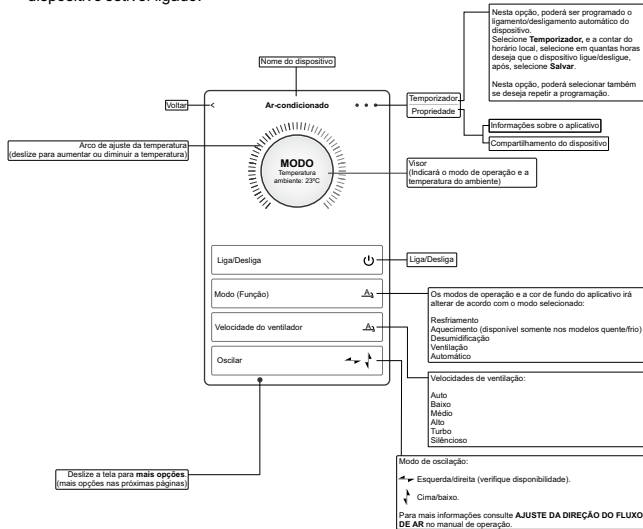 dispositivo estiver ligado.
Nesta opção, poderá ser programado o
ligamento/desligamento automático do
dispositivo.
Selecione Temporizador, e a contar do
horário local, selecione em quantas horas
deseja que o dispositivo ligue/desligue,
após, selecione Salvar.
Nesta opção, poderá selecionar também
se deseja repetir a programação.
Nome do dispositivo
Voltar
<
Ar-condicionado
Temporizador
Propriedade
Informações sobre o aplicativo
Compartilhamento do dispositivo
Arco de ajuste da temperatura
(deslize para aumentar ou diminuir a temperatura)
MODO
Temperatura
ambiente: 23ºC
Visor
(Indicará o modo de operação e a
temperatura do ambiente)
Liga/Desliga
Liga/Desliga
Modo (Função)
A
Os modos de operação e a cor de fundo do aplicativo irá
alterar de acordo com o modo selecionado:
Resfriamento
Aquecimento (disponível somente nos modelos quente/frio)
Desumidificação
Ventilação
Automático
Velocidade do ventilador
A
Oscilar
Velocidades de ventilação:
Auto
Baixo
Médio
Alto
Turbo
Silêncioso
Deslize a tela para mais opções.
(mais opções nas próximas páginas)
Modo de oscilação:
Esquerda/direita (verifique disponibilidade).
Cima/baixo.
Para mais informações consulte AJUSTE DA DIREÇÃO DO FLUXO
DE AR no manual de operação.